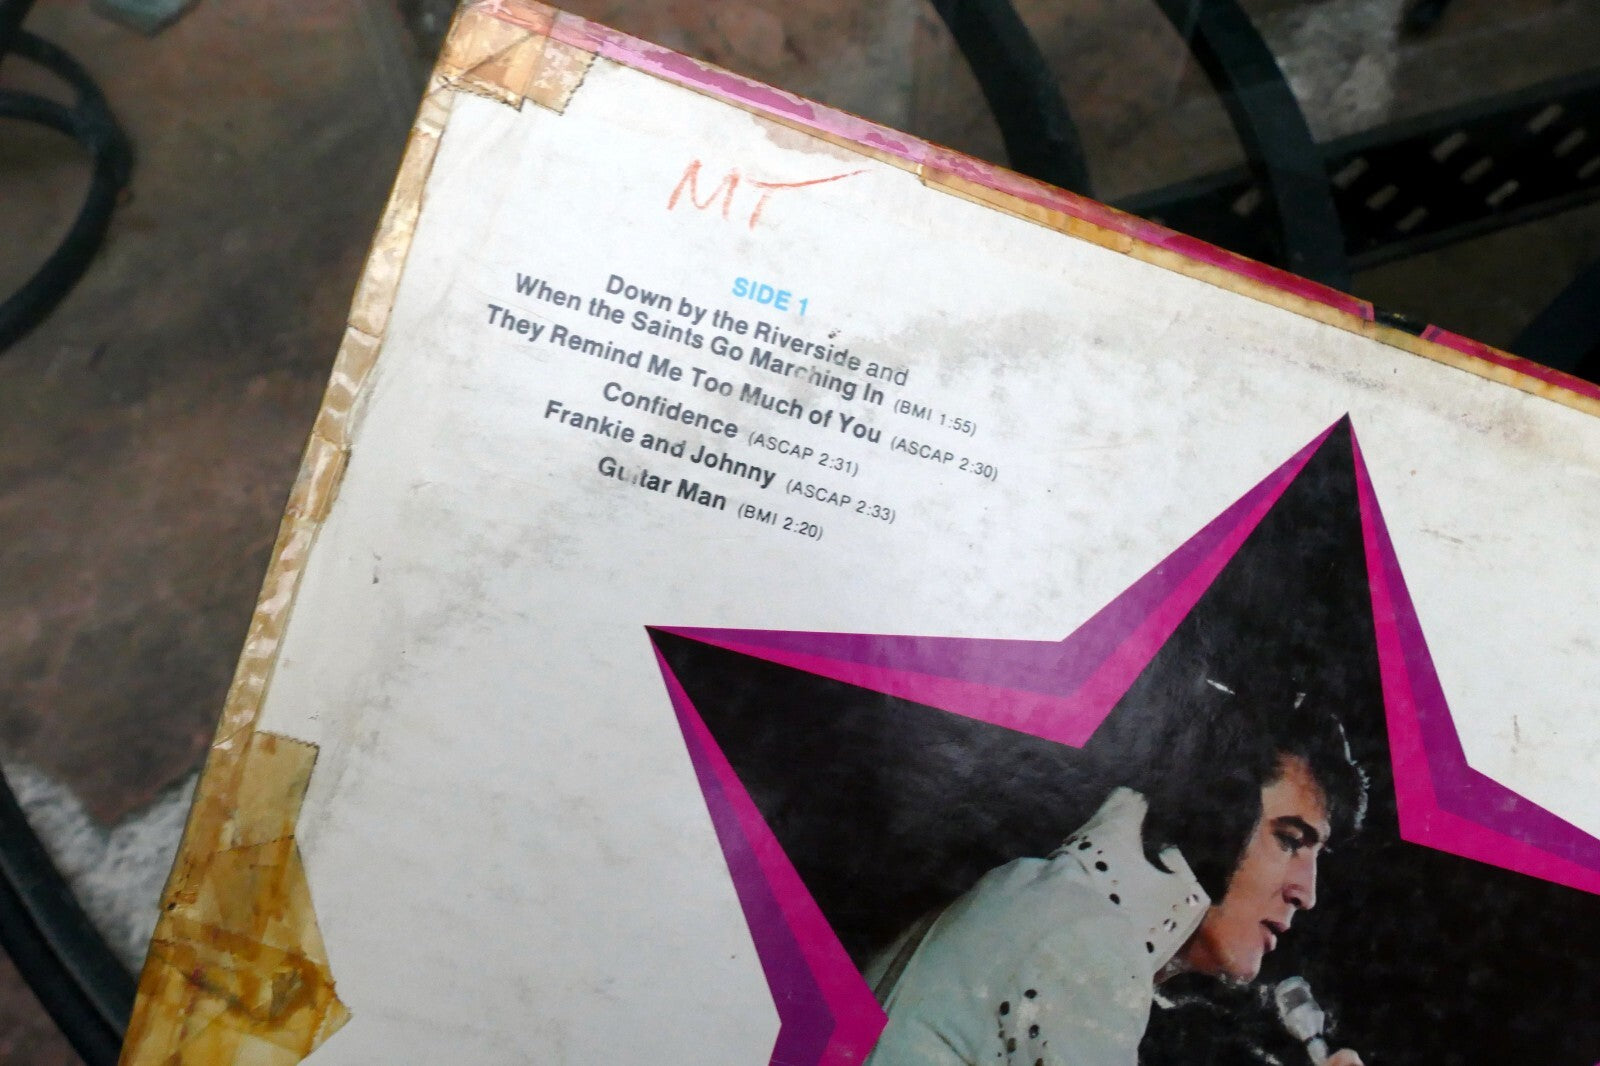 MT
SIDE 1
Down by the Riverside and
When the Saints Go Marching In (BMI 1:55)
They Remind Me Too Much of You (ASCAP 2:30)
Confidence (ASCAP 2:31)
Frankie and Johnny (ASCAP 2:33)
Guitar Man (BMI 2:20)